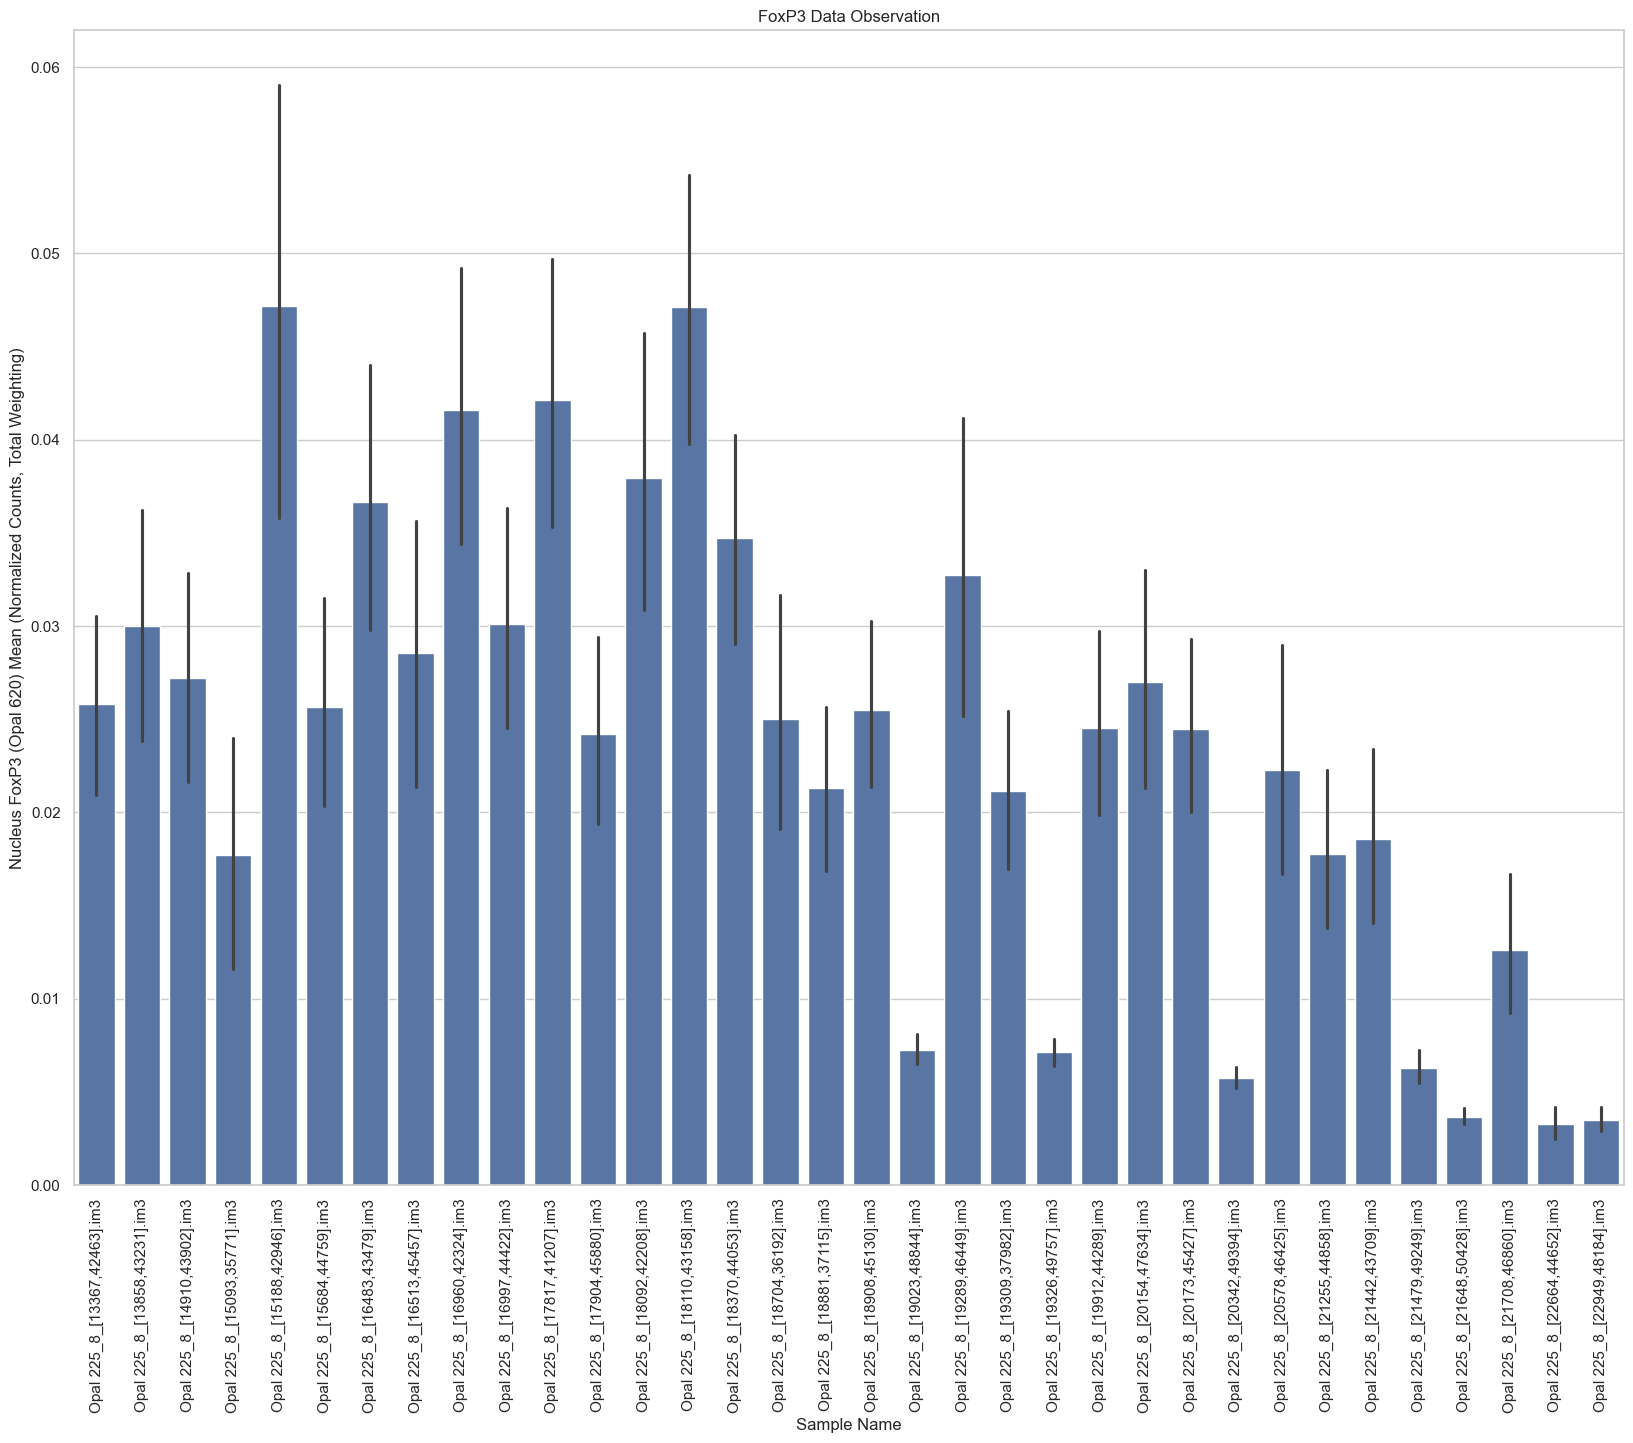 FoxP3 Data Observation
Nucleus FoxP3 (Opal 620) Mean (Normalized Counts, Total Weighting)
0.06
0.05
0.04
0.03
0.02
0.01
0.00
Opal 225_8_[13367,42463].im3
Opal 225_8_[13858,43231].im3
Opal 225_8_[14910,43902].im3
Opal 225_8_[15093,35771].im3
Opal 225_8_[15188,42946].im3
Opal 225_8_[15684,44759].im3
Opal 225_8_[16483,43479].im3
Opal 225_8_[16513,45457].im3
Opal 225_8_[16960,42324].im3
Opal 225_8_[16997,44422].im3
Opal 225_8_[17817,41207].im3
Opal 225_8_[17904,45880].im3
Opal 225_8_[18092,42208].im3
Opal 225_8_[18110,43158].im3
Opal 225_8_[18370,44053].im3
Opal 225_8_[18704,36192].im3
Opal 225_8_[18881,37115].im3
Opal 225_8_[18908,45130].im3
Opal 225_8_[19023,48844].im3
Opal 225_8_[19289,46449].im3
Opal 225_8_[19309,37982].im3
Opal 225_8_[19326,49757].im3
Opal 225_8_[19912,44289].im3
Opal 225_8_[20154,47634].im3
Opal 225_8_[20173,45427].im3
Opal 225_8_[20342,49394].im3
Opal 225_8_[20578,46425].im3
Opal 225_8_[21255,44858].im3
Opal 225_8_[21442,43709].im3
Opal 225_8_[21479,49249].im3
Opal 225_8_[21648,50428].im3
Opal 225_8_[21708,46860].im3
Opal 225_8_[22664,44652].im3
Opal 225_8_[22949,48184].im3
Sample Name